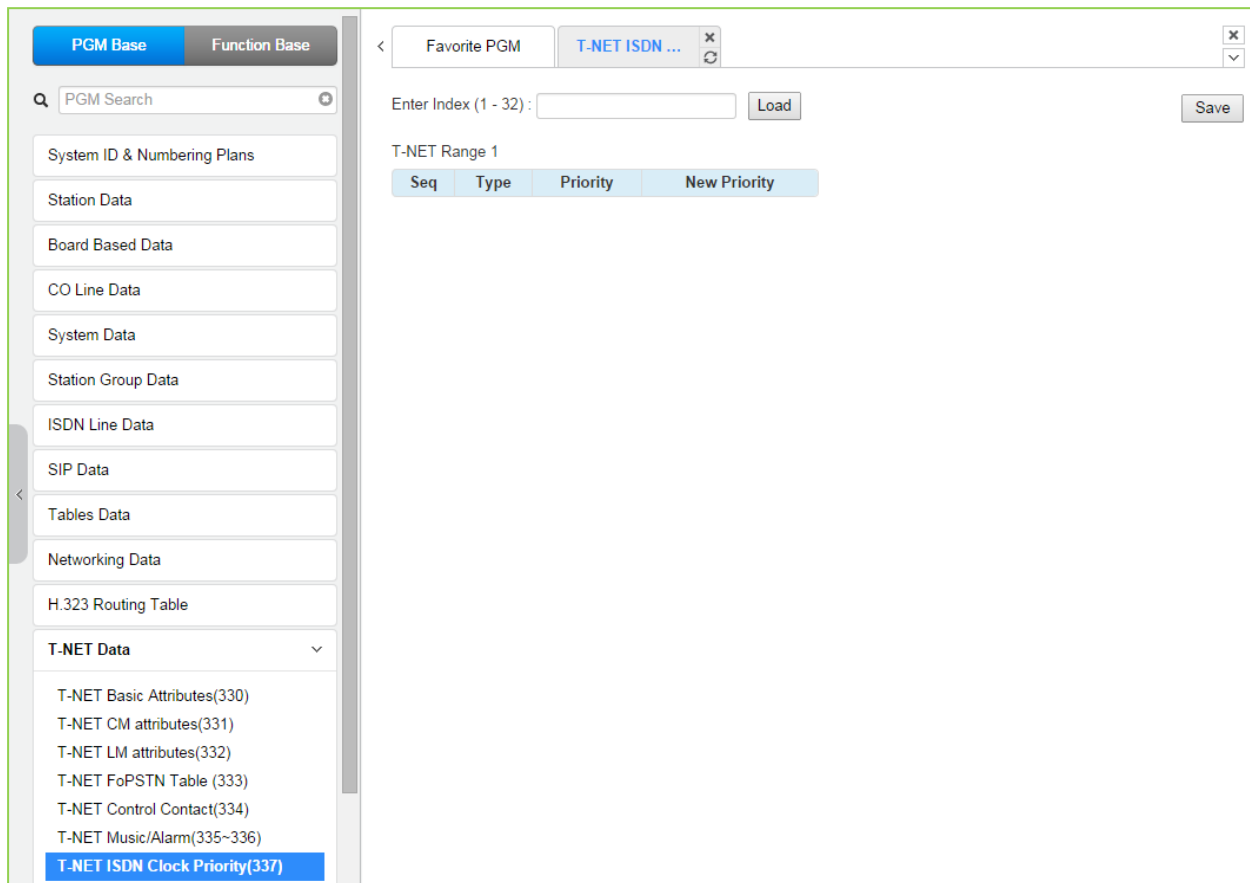 PGM Base
Function Base
PGM Search
System ID & Numbering Plans
Station Data
Board Based Data
CO Line Data
System Data
Station Group Data
ISDN Line Data
SIP Data
Tables Data
Networking Data
H.323 Routing Table
T-NET Data
T-NET Basic Attributes(330)
T-NET CM attributes(331)
T-NET LM attributes(332)
T-NET FoPSTN Table (333)
T-NET Control Contact(334)
T-NET Music/Alarm(335~336)
T-NET ISDN Clock Priority(337)
Favorite PGM
T-NET ISDN ...
Enter Index (1 - 32) :
Load
Save
T-NET Range 1
Seq Type Priority New Priority